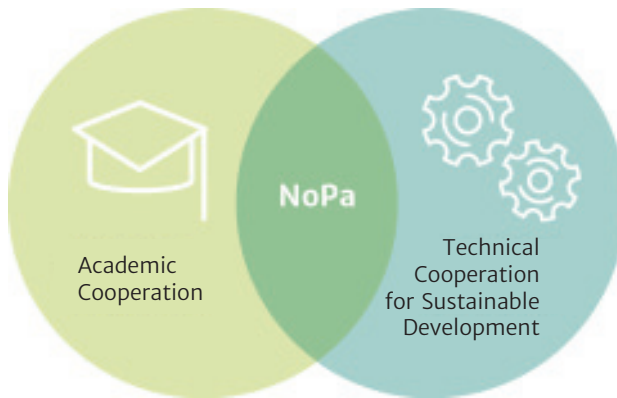 NoPa
Academic
Cooperation
Technical
Cooperation
for Sustainable
Development